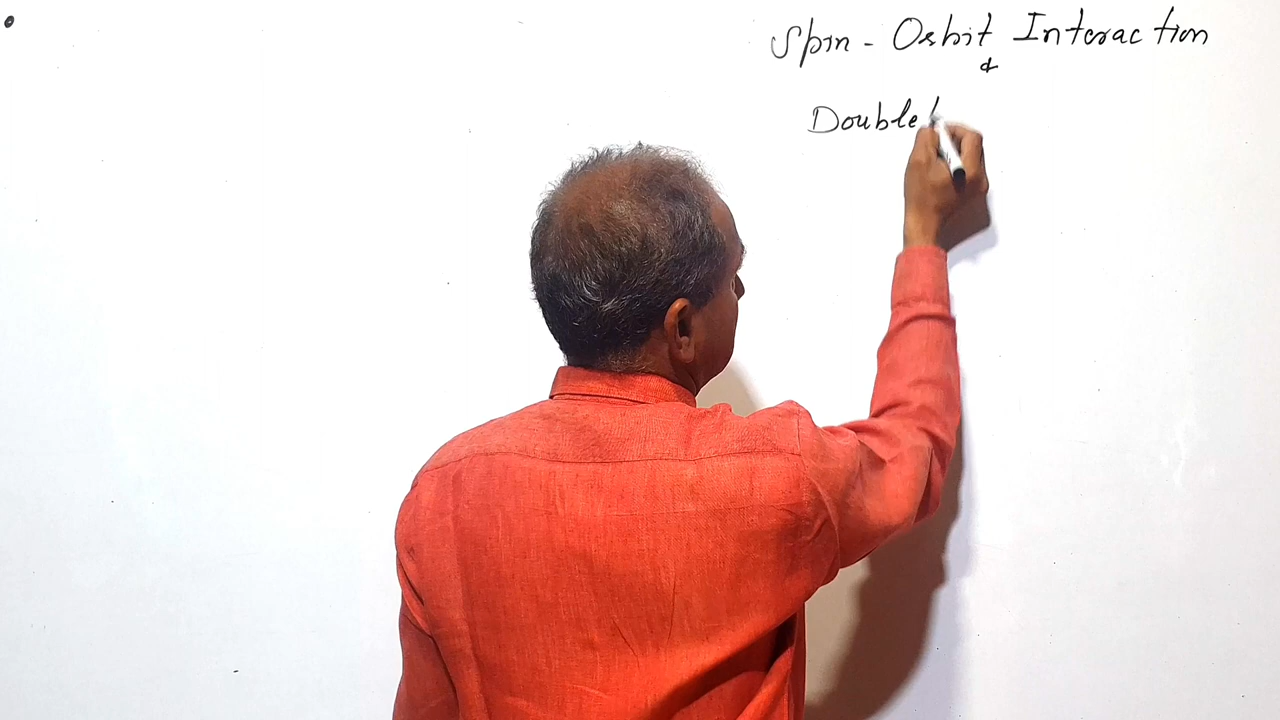 Spin - Orbit Interaction
&
Double